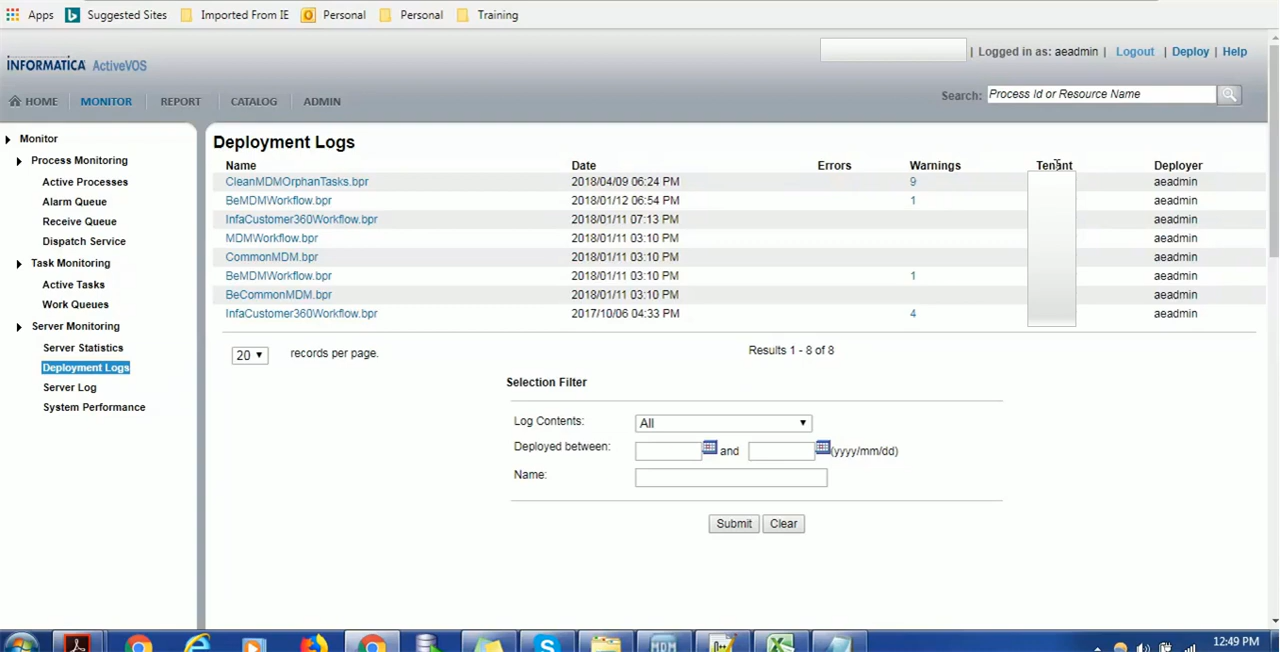 Apps Suggested Sites Imported From IE Personal Personal Training
| Logged in as: aeadmin | Logout | Deploy | Help
INFORMATICA ActiveVOS
HOME MONITOR REPORT CATALOG ADMIN Search: Process Id or Resource Name
Monitor
Process Monitoring
Active Processes
Alarm Queue
Receive Queue
Dispatch Service
Task Monitoring
Active Tasks
Work Queues
Server Monitoring
Server Statistics
Deployment Logs
Server Log
System Performance
Deployment Logs
Name Date Errors Warnings Tenant Deployer
CleanMDMOrphanTasks.bpr 2018/04/09 06:24 PM 9 aeadmin
BeMDMWorkflow.bpr 2018/01/12 06:54 PM 1 aeadmin
InfaCustomer360Workflow.bpr 2018/01/11 07:13 PM aeadmin
MDMWorkflow.bpr 2018/01/11 03:10 PM aeadmin
CommonMDM.bpr 2018/01/11 03:10 PM aeadmin
BeMDMWorkflow.bpr 2018/01/11 03:10 PM 1 aeadmin
BeCommonMDM.bpr 2018/01/11 03:10 PM aeadmin
InfaCustomer360Workflow.bpr 2017/10/06 04:33 PM 4 aeadmin
20 records per page. Results 1 - 8 of 8
Selection Filter
Log Contents: All
Deployed between: and (yyyy/mm/dd)
Name:
Submit Clear
MDM
12:49 PM